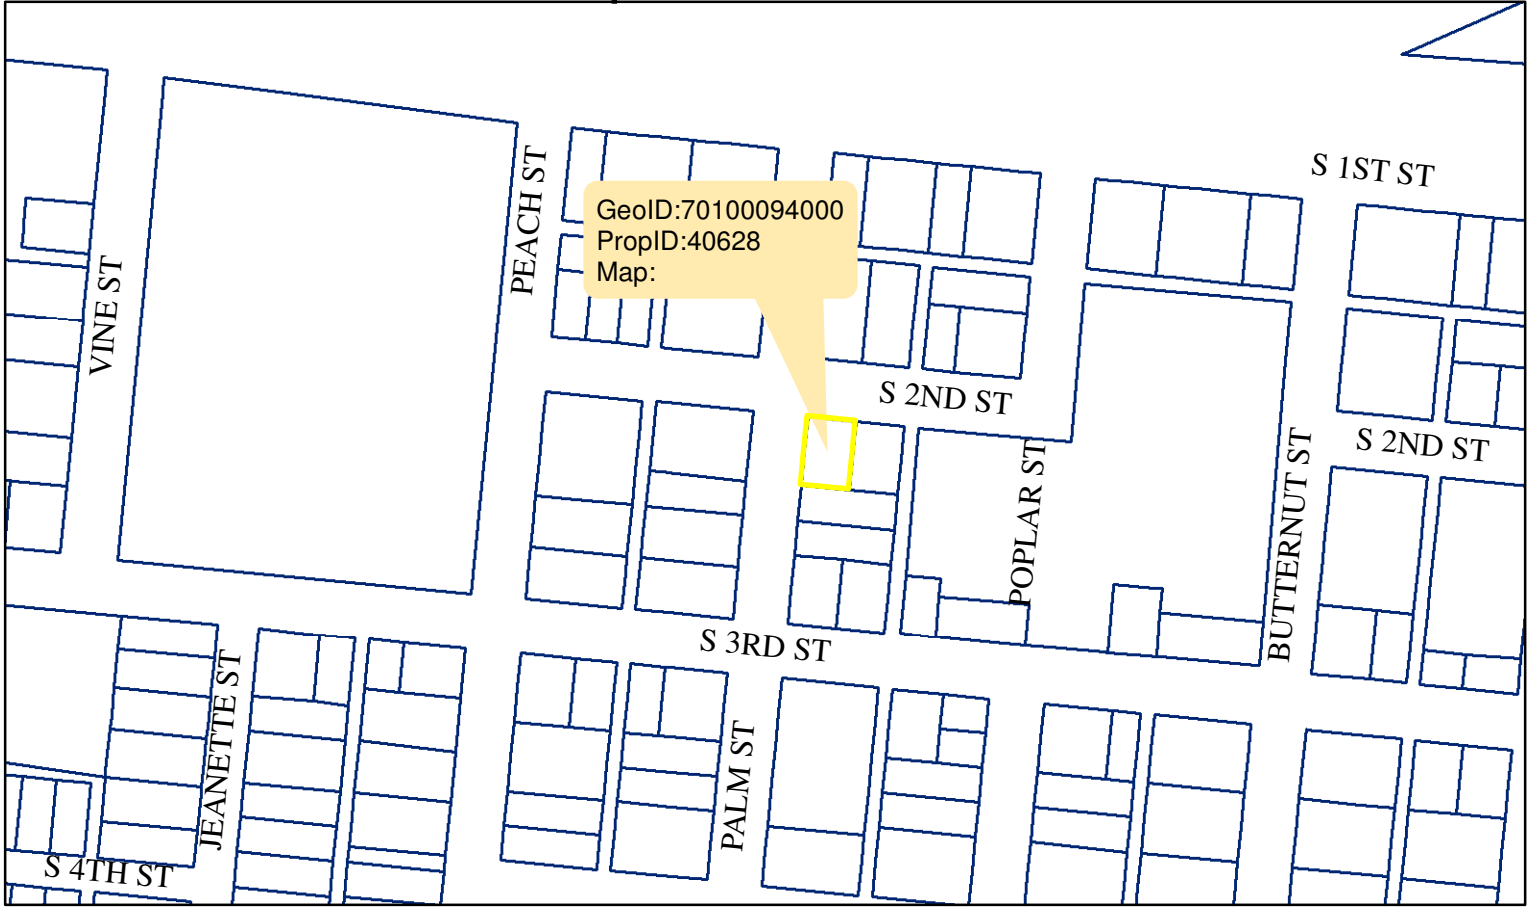 S 1ST ST
PEACH ST
GeoID:70100094000
PropID:40628
Map:
VINE ST
S 2ND ST
S 2ND ST
POPLAR ST
BUTTERNUT ST
S 3RD ST
JEANETTE ST
PALM ST
S 4TH ST